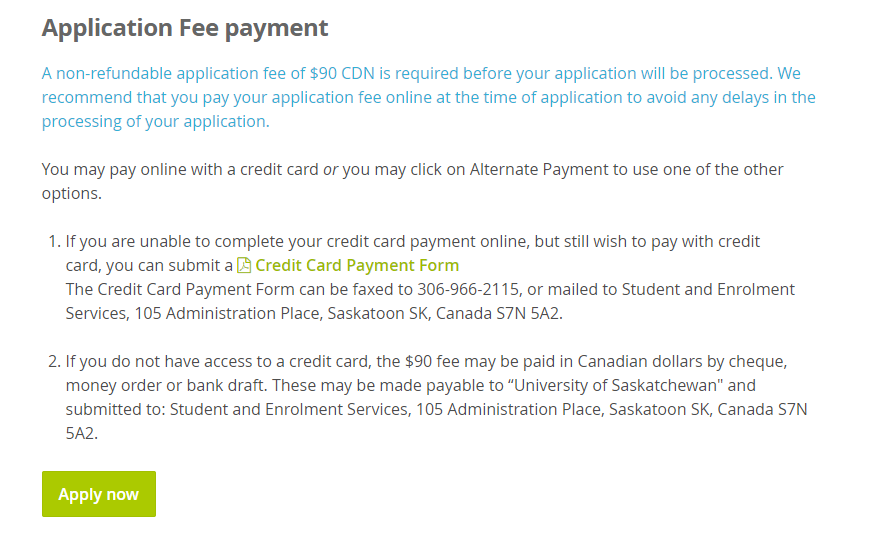 Application Fee payment
A non-refundable application fee of $90 CDN is required before your application will be processed. We
recommend that you pay your application fee online at the time of application to avoid any delays in the
processing of your application.
You may pay online with a credit card or you may click on Alternate Payment to use one of the other
options.
1. If you are unable to complete your credit card payment online, but still wish to pay with credit
card, you can submit a Credit Card Payment Form
The Credit Card Payment Form can be faxed to 306-966-2115, or mailed to Student and Enrolment
Services, 105 Administration Place, Saskatoon SK, Canada S7N 5A2.
2. If you do not have access to a credit card, the $90 fee may be paid in Canadian dollars by cheque,
money order or bank draft. These may be made payable to “University of Saskatchewan" and
submitted to: Student and Enrolment Services, 105 Administration Place, Saskatoon SK, Canada S7N
5A2.
Apply now